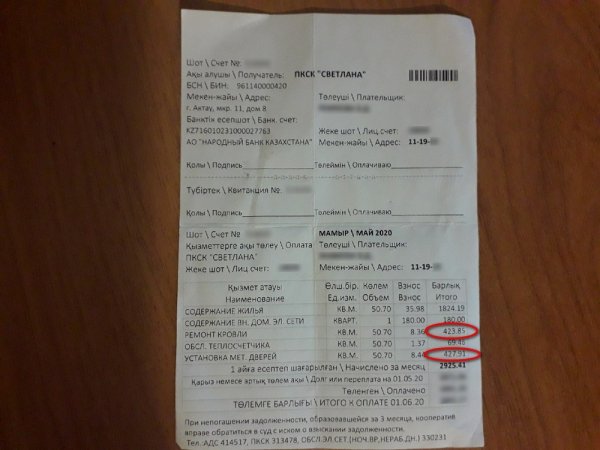 Шот \ Счет №:
Ақы алушы \ Получатель: ПКСК "СВЕТЛАНА"
БСН \ БИН: 961140000420
Мекен-жайы \ Адрес: Төлеуші \ Плательщик:
г. Актау, мкр. 11, дом.8
Банктік есепшот \ Банк. счет:
KZ716010231000027763 Жеке шот \ Лиц.счет:
АО "НАРОДНЫЙ БАНК КАЗАХСТАНА" Мекен-жайы \ Адрес: 11-19-
Қолы \ Подпись Төлеймін \ Оплачиваю
Түбіртек \ Квитанция №:
Қолы \ Подпись Төлеймін \ Оплачиваю
Шот \ Счет № МАМЫР \ МАЙ 2020
Қызметтерге ақы төлеу \ Оплата Төлеуші \ Плательщик:
ПКСК "СВЕТЛАНА"
Жеке шот \ Лиц счет: Мекен-жайы \ Адрес: 11-19-
Қызмет атауы Өлш.бір. Көлем Взнос Барлық
Наименование Ед.изм. Объем Взнос Итого
СОДЕРЖАНИЕ ЖИЛЬЯ КВ.М. 50.70 35.98 1824.19
СОДЕРЖАНИЕ ВН. ДОМ. ЭЛ. СЕТИ КВАРТ. 1 180.00 180.00
РЕМОНТ КРОВЛИ КВ.М. 50.70 8.36 423.85
ОБСЛ. ТЕПЛОСЧЕТЧИКА КВ.М. 50.70 1.37 69.46
УСТАНОВКА МЕТ. ДВЕРЕЙ КВ.М. 50.70 8.44 427.91
1 айға есептеп шығарылған \ Начислено за месяц 2925.41
Қарыз немесе артық төлем ақы \ Долг или переплата на 01.05.20
Төленген \ Оплачено
ТӨЛЕМГЕ БАРЛЫҒЫ \ ИТОГО К ОПЛАТЕ 01.06.20
При непогашении задолженности, образовавшейся за 3 месяца, кооператив
вправе обратиться в суд с иском о взыскании задолженности.
Тел.:АДС 414517, ПКСК 313478, ОБСЛ.ЭЛ.СЕТ.(НОЧ.ВР,НЕРАБ.ДН.) 330231